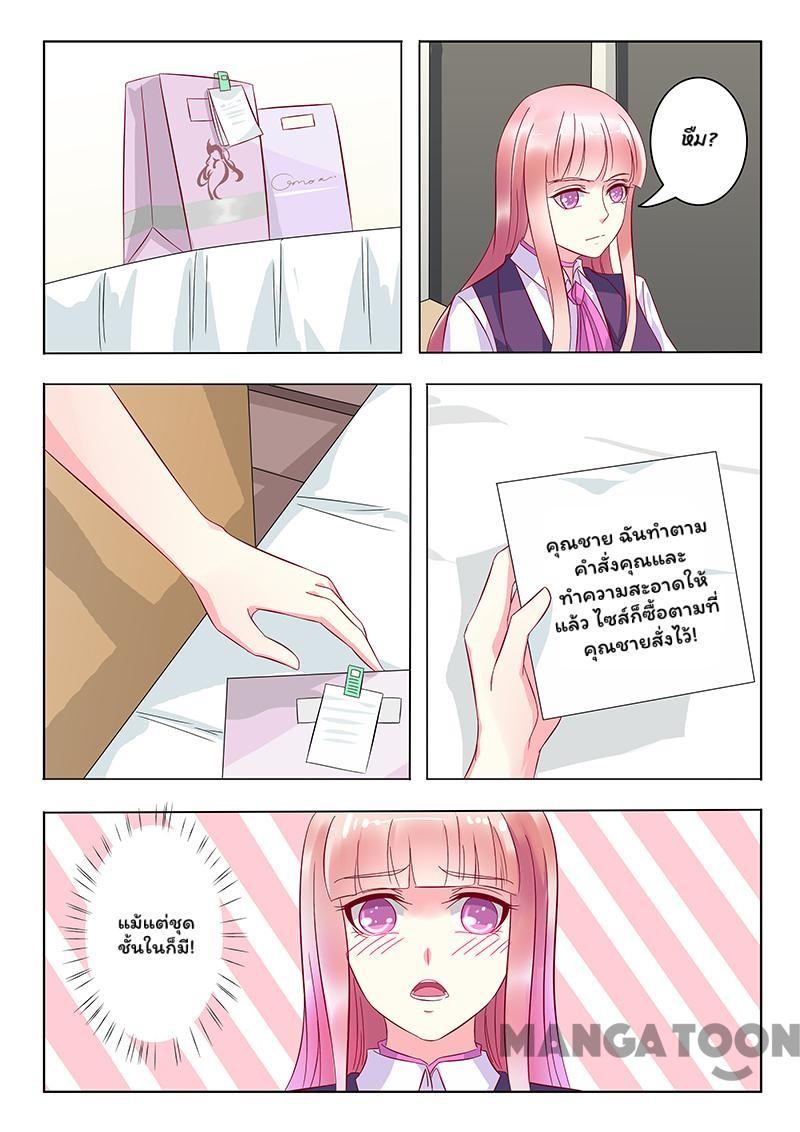 หืม?
คุณชาย ฉันทำตาม
คำสั่งคุณและ
ทำความสะอาดให้
แล้ว ไซส์ก็ซื้อตามที่
คุณชายสั่งไว้!
แม้แต่ชุด
ชั้นในก็มี!
MANGATOON